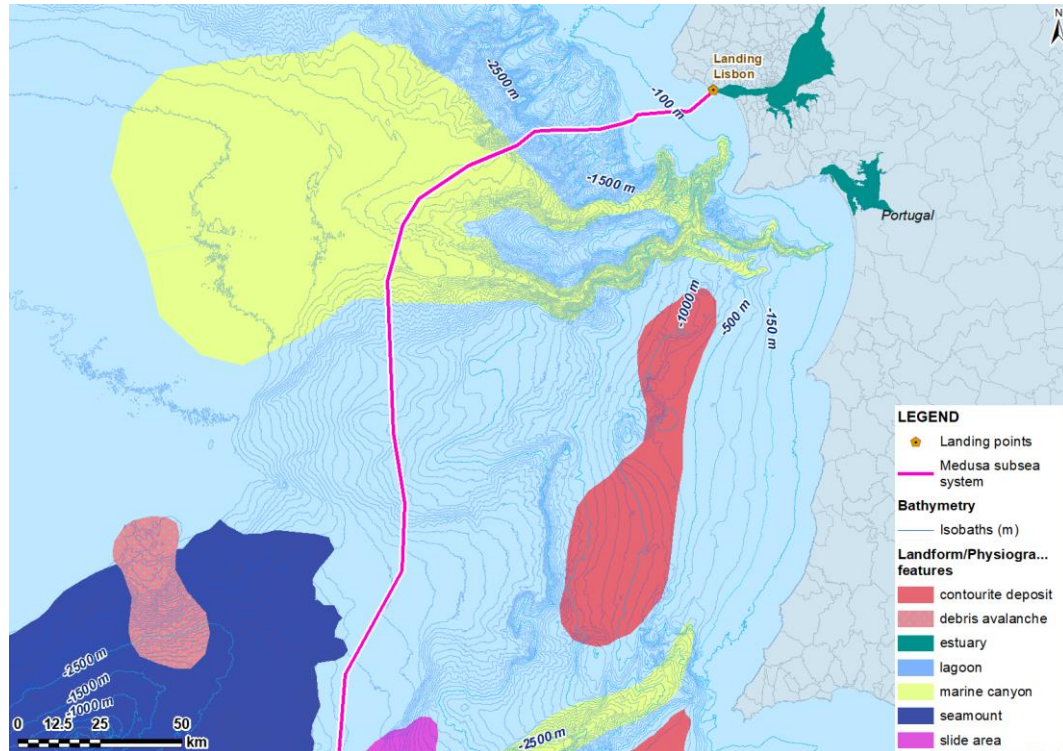 N
Landing
Lisbon
-2500 m
-100 m
-1500 m
Portugal
-1000 m
-500 m
-150 m
LEGEND
Landing points
Medusa subsea
system
Bathymetry
Isobaths (m)
Landform/Physiogra...
features
contourite deposit
debris avalanche
estuary
lagoon
marine canyon
seamount
slide area
-2500 m
-1500 m
-1000 m
-2500 m
0 12.5 25 50
km